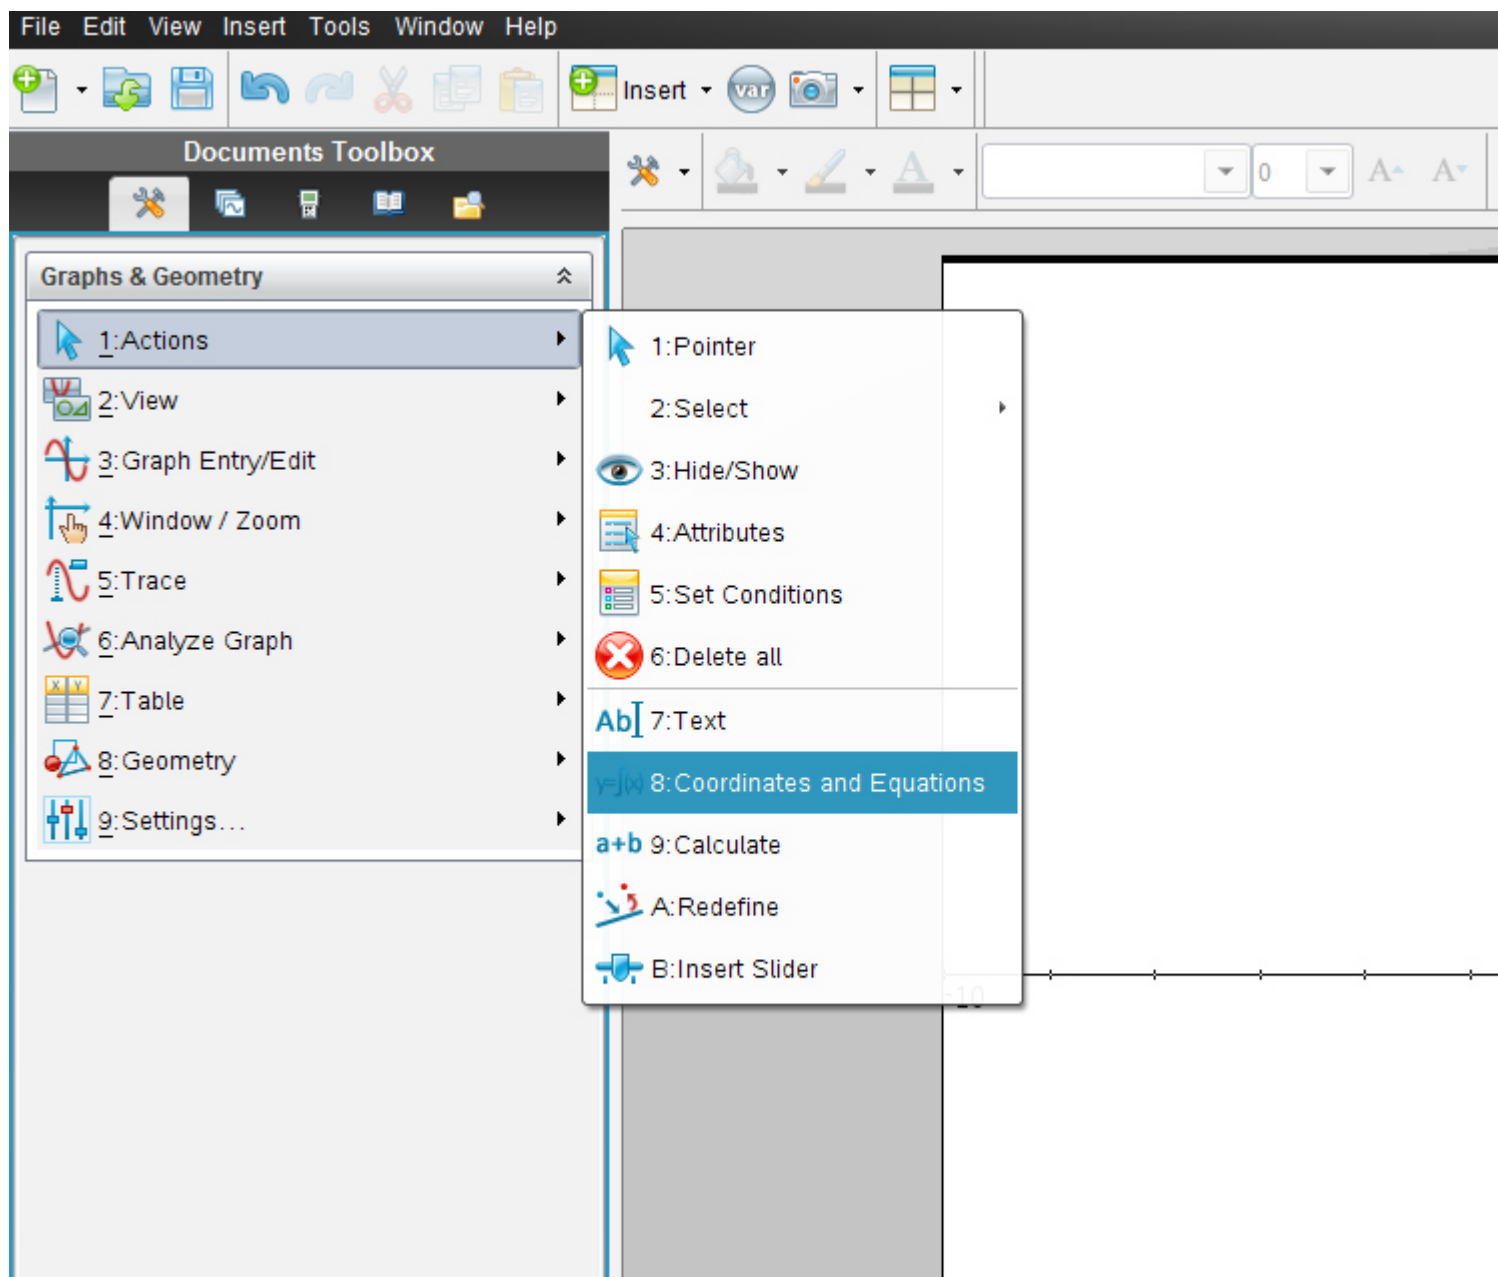 File Edit View Insert Tools Window Help
Insert var
Documents Toolbox
0 A A A
Graphs & Geometry
1:Actions
2:View
3:Graph Entry/Edit
4:Window / Zoom
5:Trace
6:Analyze Graph
X Y
7:Table
8:Geometry
9:Settings...
1:Pointer
2:Select
3:Hide/Show
4:Attributes
5:Set Conditions
6:Delete all
Ab 7:Text
y=f(x) 8:Coordinates and Equations
a+b 9:Calculate
A:Redefine
B:Insert Slider
-10